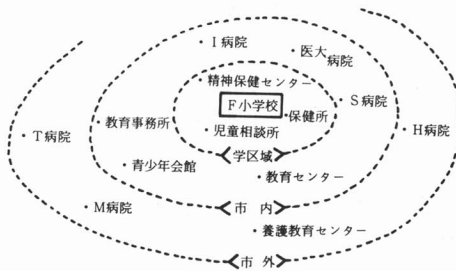 ・I病院
・医大病院
・精神保健センター
F小学校
・S病院
・保健所
・教育事務所
・児童相談所
・H病院
・T病院
学区域
・青少年会館
・教育センター
・M病院
市内
・養護教育センター
市外